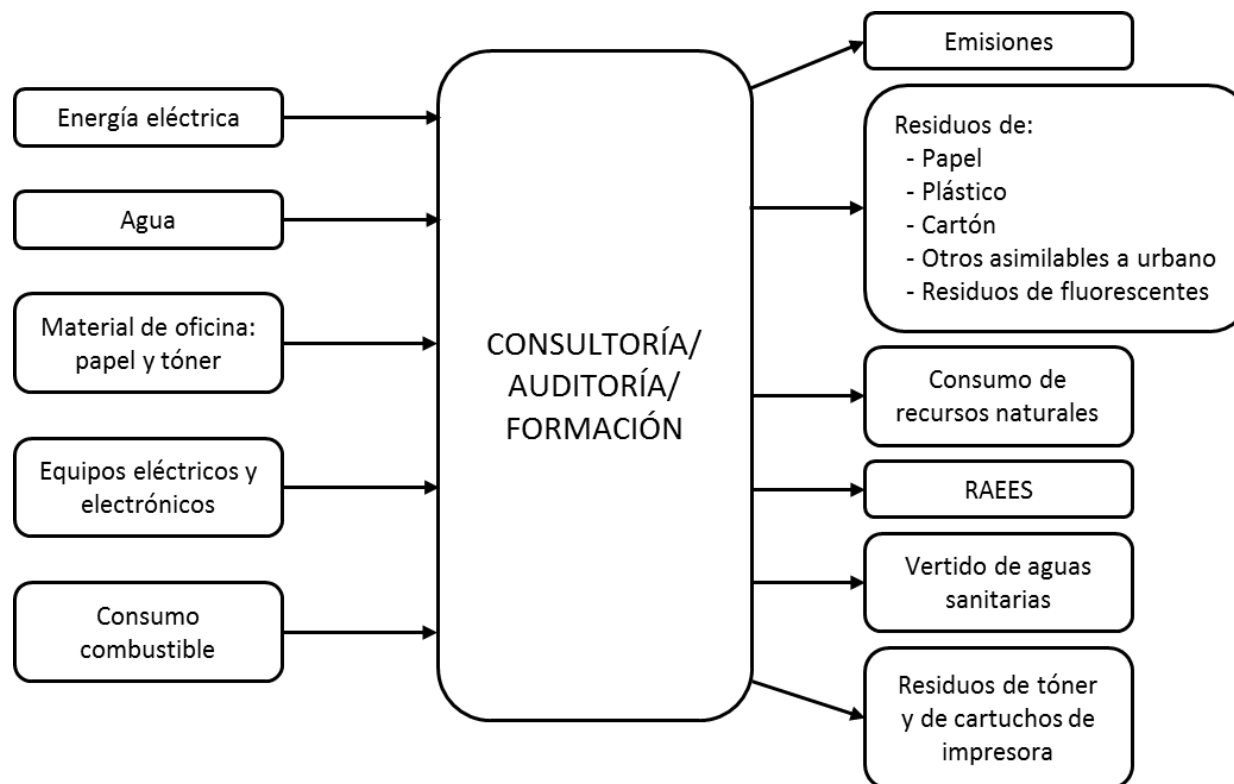 Energía eléctrica
Agua
Material de oficina:
papel y tóner
Equipos eléctricos y
electrónicos
Consumo
combustible
CONSULTORÍA/
AUDITORÍA/
FORMACIÓN
Emisiones
Residuos de:
- Papel
- Plástico
- Cartón
- Otros asimilables a urbano
- Residuos de fluorescentes
Consumo de
recursos naturales
RAEES
Vertido de aguas
sanitarias
Residuos de tóner
y de cartuchos de
impresora